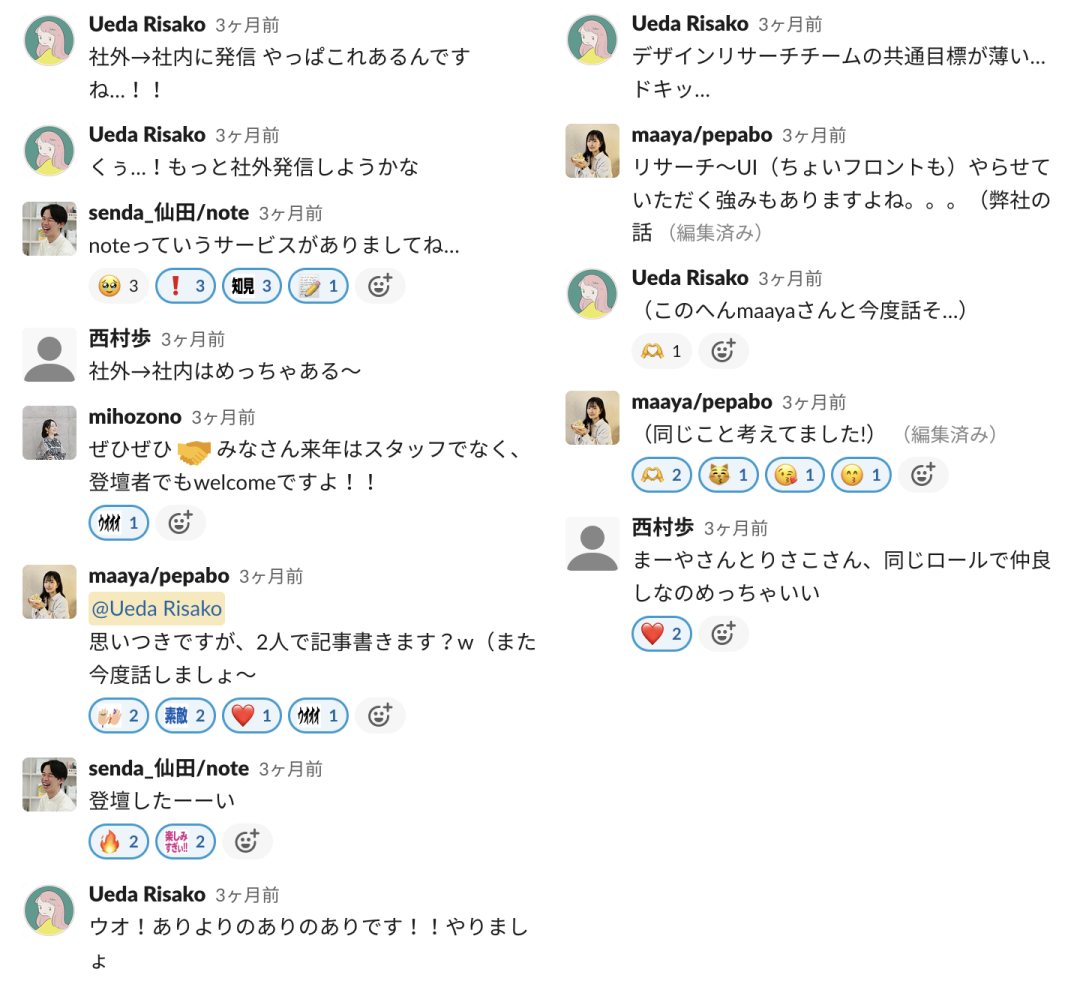 Ueda Risako 3ヶ月前
社外→社内に発信 やっぱこれあるんです
ね…！！
Ueda Risako 3ヶ月前
くぅ…！もっと社外発信しようかな
senda_仙田/note 3ヶ月前
noteっていうサービスがありましてね…
3 3 知見 3 1
西村歩 3ヶ月前
社外→社内はめっちゃある〜
mihozono 3ヶ月前
ぜひぜひ 🤝 みなさん来年はスタッフでなく、
登壇者でもwelcomeですよ！！
1
maaya/pepabo 3ヶ月前
@Ueda Risako
思いつきですが、2人で記事書きます？w（また
今度話しましょ〜
2 素敵 2 1 1
senda_仙田/note 3ヶ月前
登壇したーーい
2 楽しみすぎぃ!! 2
Ueda Risako 3ヶ月前
ウオ！ありよりのありのありです！！やりまし
ょ
Ueda Risako 3ヶ月前
デザインリサーチチームの共通目標が薄い…
ドキッ…
maaya/pepabo 3ヶ月前
リサーチ〜UI（ちょいフロントも）やらせて
いただく強みもありますよね。。。（弊社の
話 （編集済み）
Ueda Risako 3ヶ月前
（このへんmaayaさんと今度話そ…）
1
maaya/pepabo 3ヶ月前
（同じこと考えてました!） （編集済み）
2 1 1 1
西村歩 3ヶ月前
まーやさんとりさこさん、同じロールで仲良
しなのめっちゃいい
2